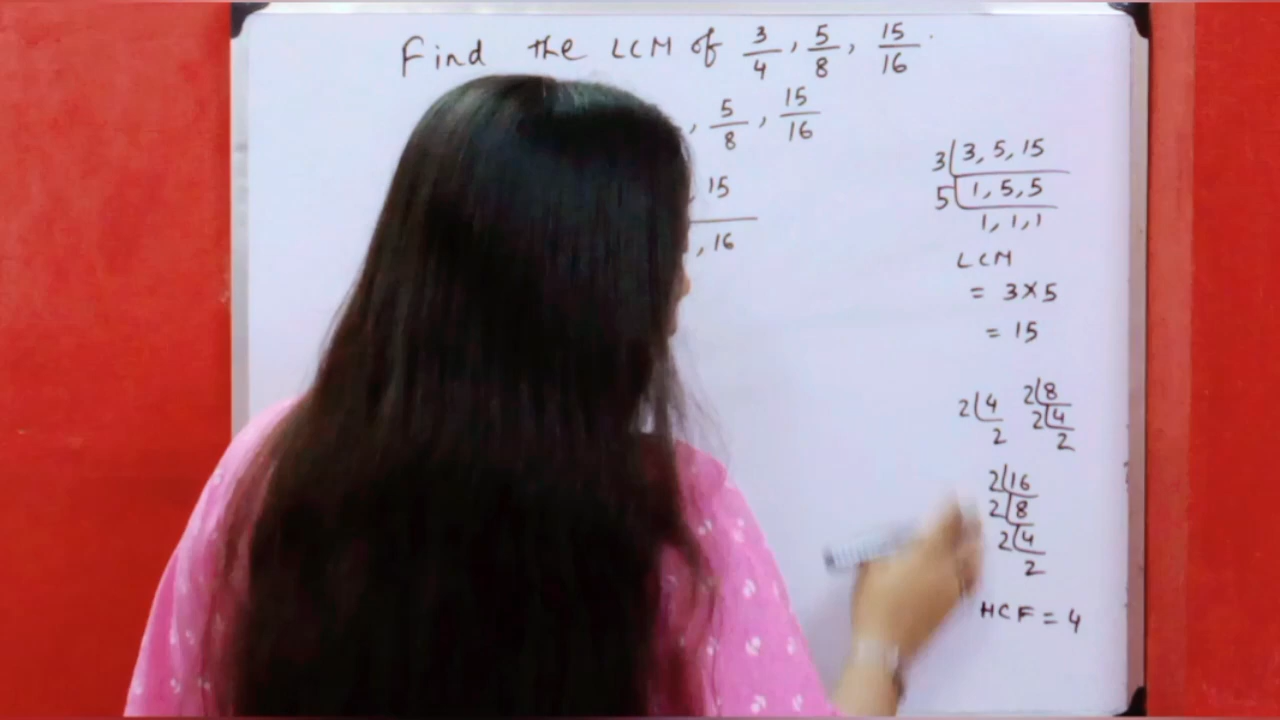 Find the LCM of 3/4, 5/8, 15/16.
, 5/8, 15/16
15
, 16
3 | 3, 5, 15
5 | 1, 5, 5
1, 1, 1
LCM
= 3×5
= 15
2 | 4
2
2 | 8
2 | 4
2
2 | 16
2 | 8
2 | 4
2
HCF = 4